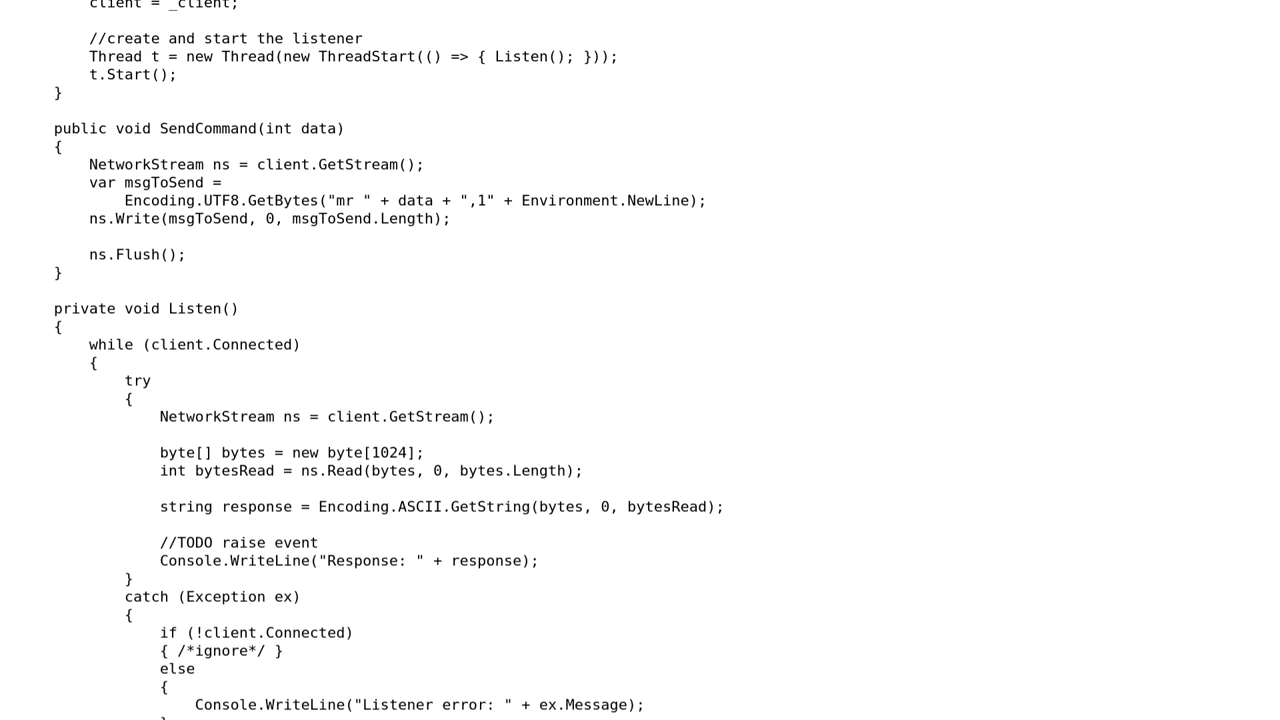 client = _client;
//create and start the listener
Thread t = new Thread(new ThreadStart(() => { Listen(); }));
t.Start();
}
public void SendCommand(int data)
{
NetworkStream ns = client.GetStream();
var msgToSend =
Encoding.UTF8.GetBytes("mr " + data + ",1" + Environment.NewLine);
ns.Write(msgToSend, 0, msgToSend.Length);
ns.Flush();
}
private void Listen()
{
while (client.Connected)
{
try
{
NetworkStream ns = client.GetStream();
byte[] bytes = new byte[1024];
int bytesRead = ns.Read(bytes, 0, bytes.Length);
string response = Encoding.ASCII.GetString(bytes, 0, bytesRead);
//TODO raise event
Console.WriteLine("Response: " + response);
}
catch (Exception ex)
{
if (!client.Connected)
{ /*ignore*/ }
else
{
Console.WriteLine("Listener error: " + ex.Message);
}